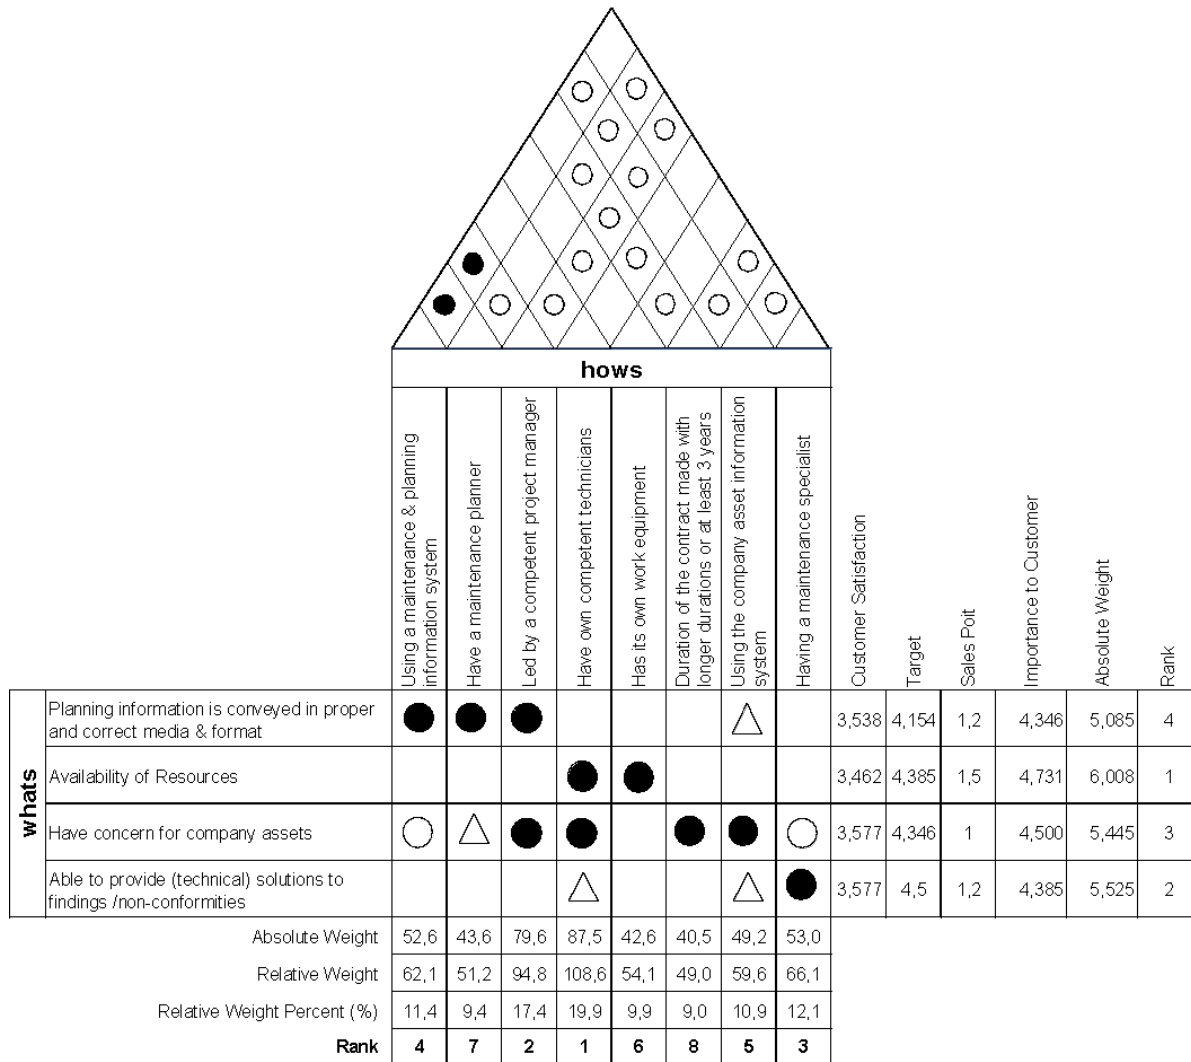 hows
Using a maintenance & planning
information system
Have a maintenance planner
Led by a competent project manager
Have own competent technicians
Has its own work equipment
Duration of the contract made with
longer durations or at least 3 years
Using the company asset information
system
Having a maintenance specialist
Customer Satisfaction
Target
Sales Poit
Importance to Customer
Absolute Weight
Rank
whats
Planning information is conveyed in proper
and correct media & format
3,538 4,154 1,2 4,346 5,085 4
Availability of Resources
3,462 4,385 1,5 4,731 6,008 1
Have concern for company assets
3,577 4,346 1 4,500 5,445 3
Able to provide (technical) solutions to
findings /non-conformities
3,577 4,5 1,2 4,385 5,525 2
Absolute Weight 52,6 43,6 79,6 87,5 42,6 40,5 49,2 53,0
Relative Weight 62,1 51,2 94,8 108,6 54,1 49,0 59,6 66,1
Relative Weight Percent (%) 11,4 9,4 17,4 19,9 9,9 9,0 10,9 12,1
Rank 4 7 2 1 6 8 5 3